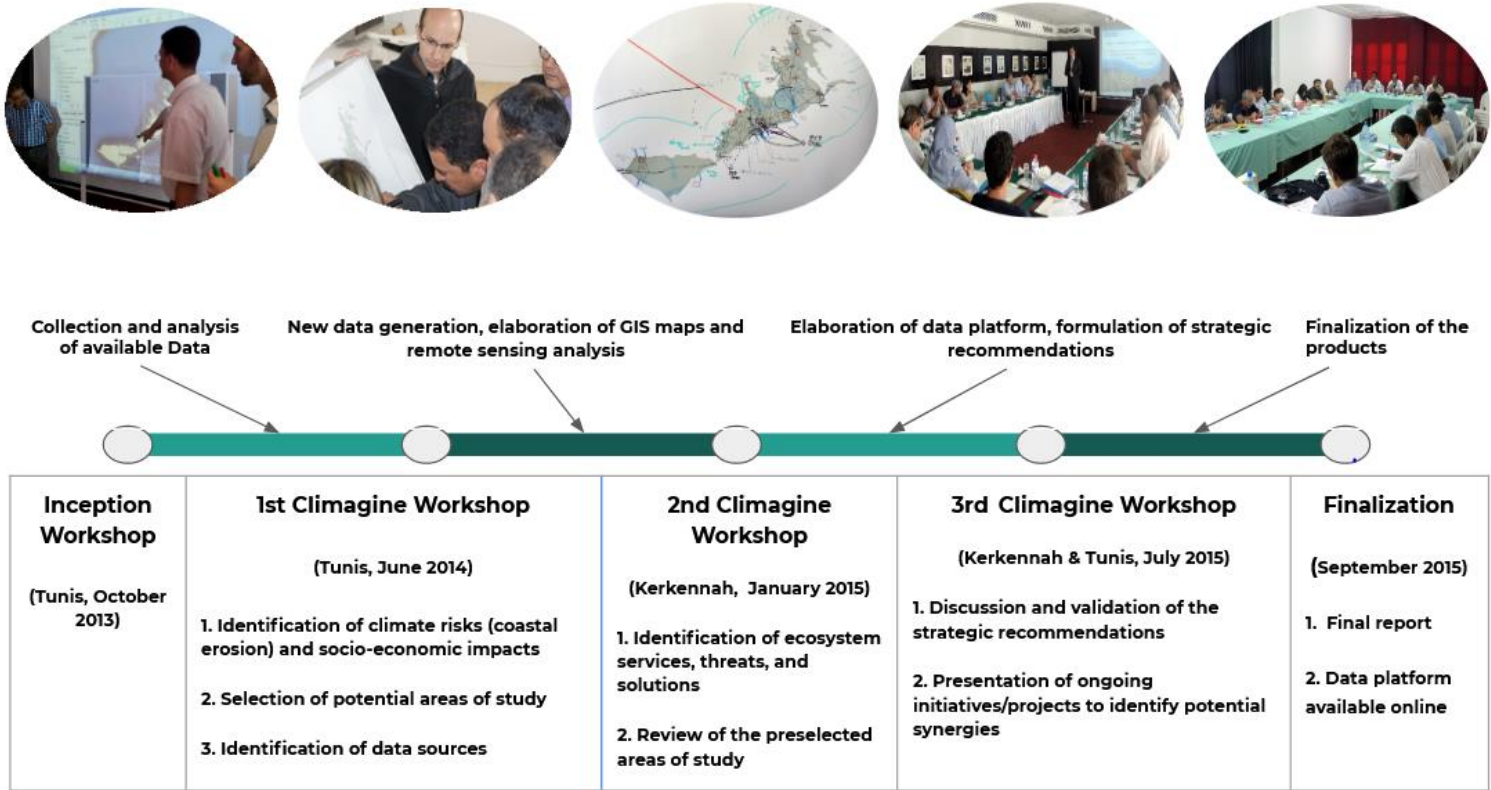 Collection and analysis
of available Data
New data generation, elaboration of GIS maps and
remote sensing analysis
Elaboration of data platform, formulation of strategic
recommendations
Finalization of the
products
Inception
Workshop
(Tunis, October
2013)
1st Climagine Workshop
(Tunis, June 2014)
1. Identification of climate risks (coastal
erosion) and socio-economic impacts
2. Selection of potential areas of study
3. Identification of data sources
2nd Climagine
Workshop
(Kerkennah, January 2015)
1. Identification of ecosystem
services, threats, and
solutions
2. Review of the preselected
areas of study
3rd Climagine Workshop
(Kerkennah & Tunis, July 2015)
1. Discussion and validation of the
strategic recommendations
2. Presentation of ongoing
initiatives/projects to identify potential
synergies
Finalization
(September 2015)
1. Final report
2. Data platform
available online